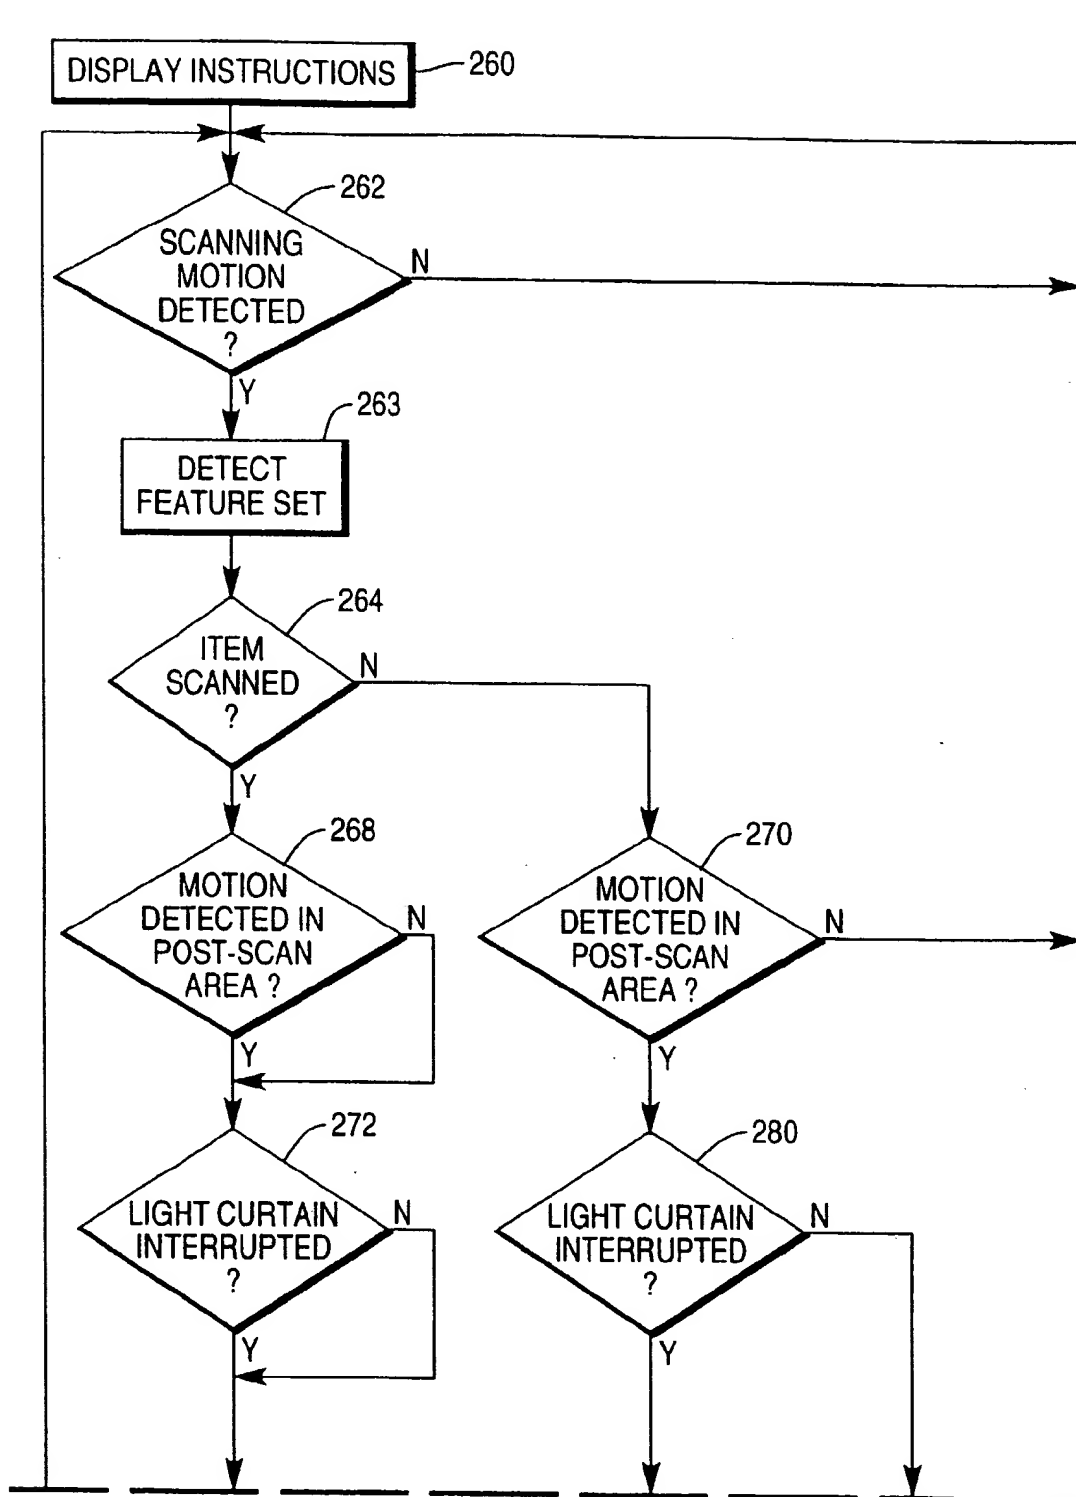 DISPLAY INSTRUCTIONS
260
262
SCANNING
MOTION
DETECTED
?
N
Y
263
DETECT
FEATURE SET
264
ITEM
SCANNED
?
N
Y
268
MOTION
DETECTED IN
POST-SCAN
AREA ?
N
Y
270
MOTION
DETECTED IN
POST-SCAN
AREA ?
N
Y
272
LIGHT CURTAIN
INTERRUPTED
?
N
Y
280
LIGHT CURTAIN
INTERRUPTED
?
N
Y